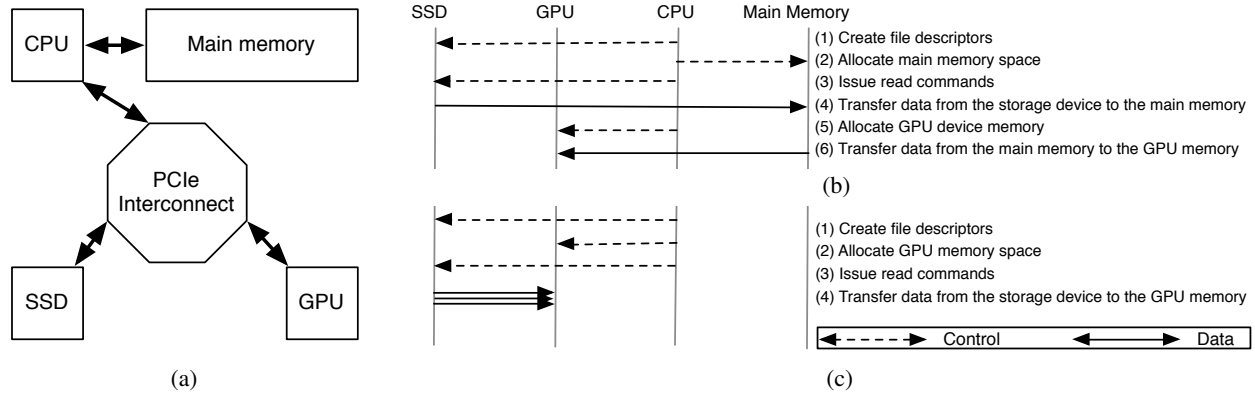 CPU
Main memory
PCIe
Interconnect
SSD
GPU
(a)
SSD GPU CPU Main Memory
(1) Create file descriptors
(2) Allocate main memory space
(3) Issue read commands
(4) Transfer data from the storage device to the main memory
(5) Allocate GPU device memory
(6) Transfer data from the main memory to the GPU memory
(b)
(1) Create file descriptors
(2) Allocate GPU memory space
(3) Issue read commands
(4) Transfer data from the storage device to the GPU memory
Control Data
(c)